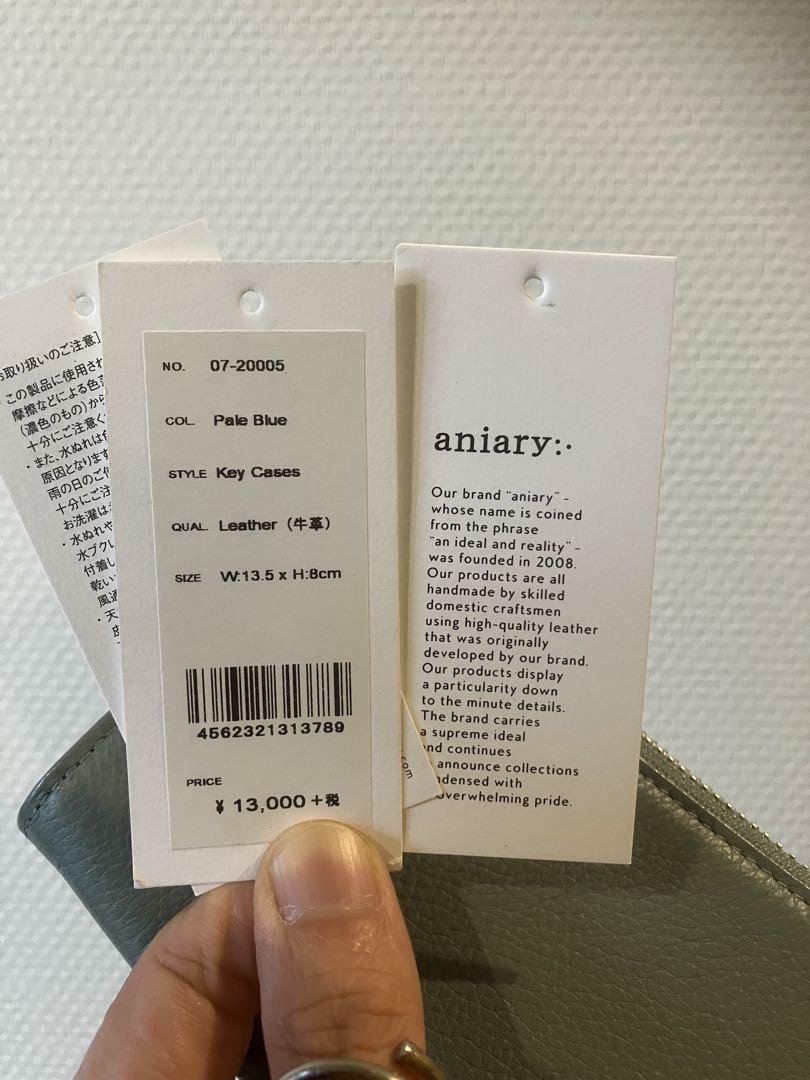 お取り扱いのご注意］
この製品に使用され
摩擦などによる色
（濃色のもの）から
十分にご注意く
・また、水ぬれは
原因となります
雨の日のご
十分にご注
お洗濯は
・水ぬれや
水ブクレ
付着し
乾い
風通
・天
NO. 07-20005
COL. Pale Blue
STYLE Key Cases
QUAL. Leather（牛革）
SIZE W:13.5 x H:8cm
4562321313789
PRICE
¥ 13,000 +税
aniary:·
Our brand "aniary" –
whose name is coined
from the phrase
"an ideal and reality" –
was founded in 2008.
Our products are all
handmade by skilled
domestic craftsmen
using high-quality leather
that was originally
developed by our brand.
Our products display
a particularity down
to the minute details.
The brand carries
a supreme ideal
and continues
announce collections
ndensed with
overwhelming pride.
.com